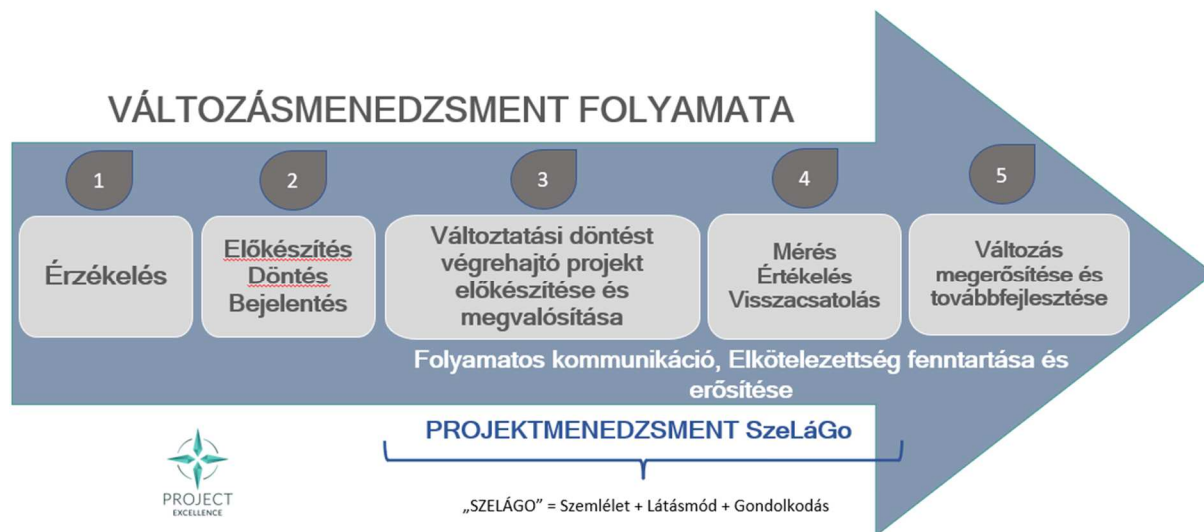 VÁLTOZÁSMENEDZSMENT FOLYAMATA
1
Érzékelés
2
Előkészítés
Döntés
Bejelentés
3
Változtatási döntést
végrehajtó projekt
előkészítése és
megvalósítása
4
Mérés
Értékelés
Visszacsatolás
5
Változás
megerősítése és
továbbfejlesztése
Folyamatos kommunikáció, Elkötelezettség fenntartása és
erősítése
PROJEKTMENEDZSMENT SzeLáGo
„SZELÁGO” = Szemlélet + Látásmód + Gondolkodás
PROJECT
EXCELLENCE